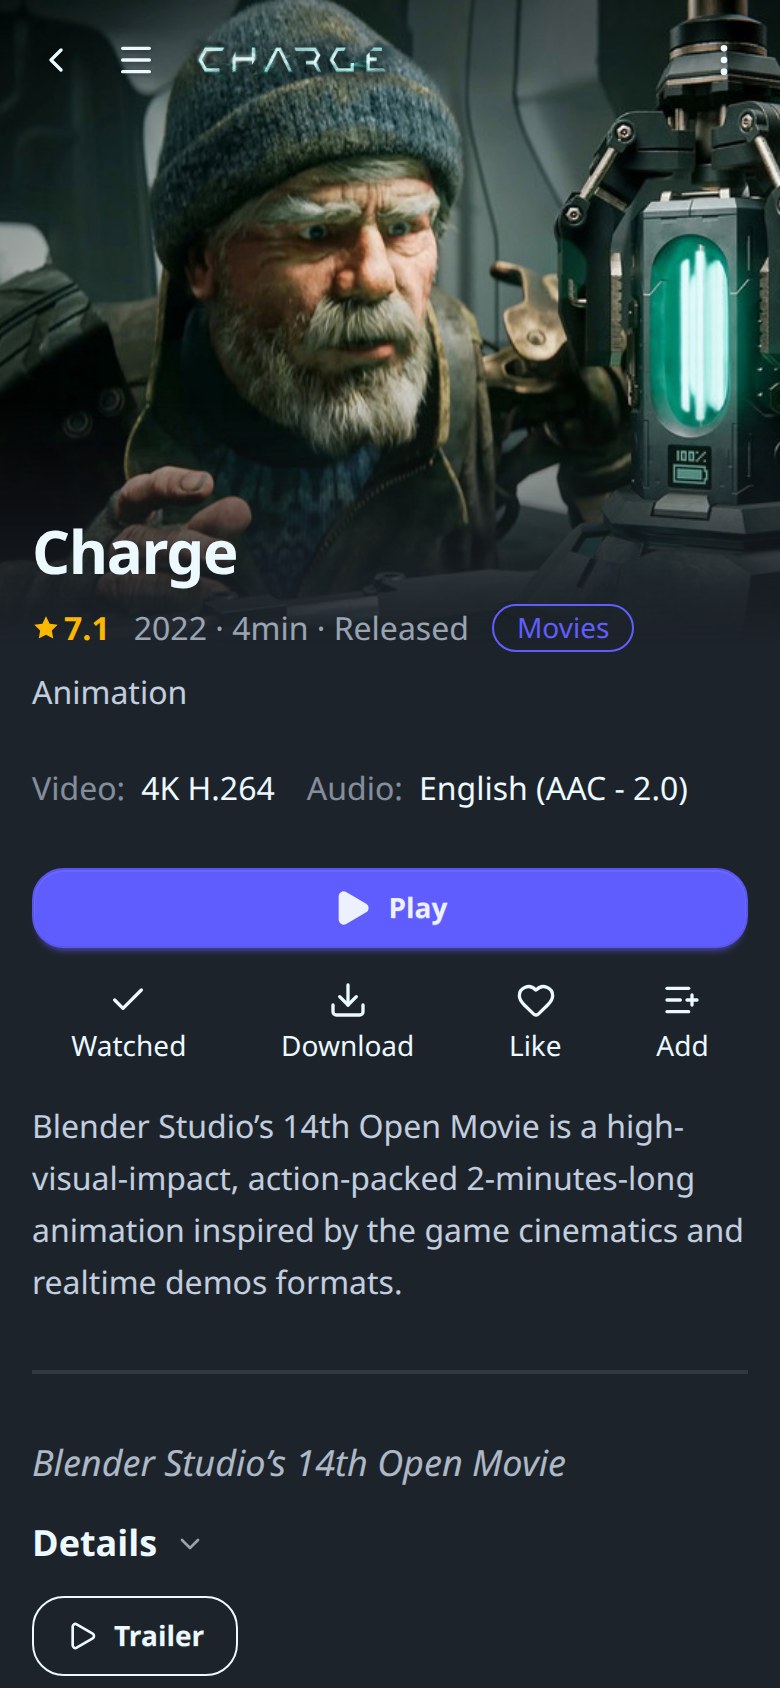 CHARGE
100%
Charge
7.1 2022 · 4min · Released Movies
Animation
Video: 4K H.264 Audio: English (AAC - 2.0)
Play
Watched Download Like Add
Blender Studio’s 14th Open Movie is a high-
visual-impact, action-packed 2-minutes-long
animation inspired by the game cinematics and
realtime demos formats.
Blender Studio’s 14th Open Movie
Details
Trailer